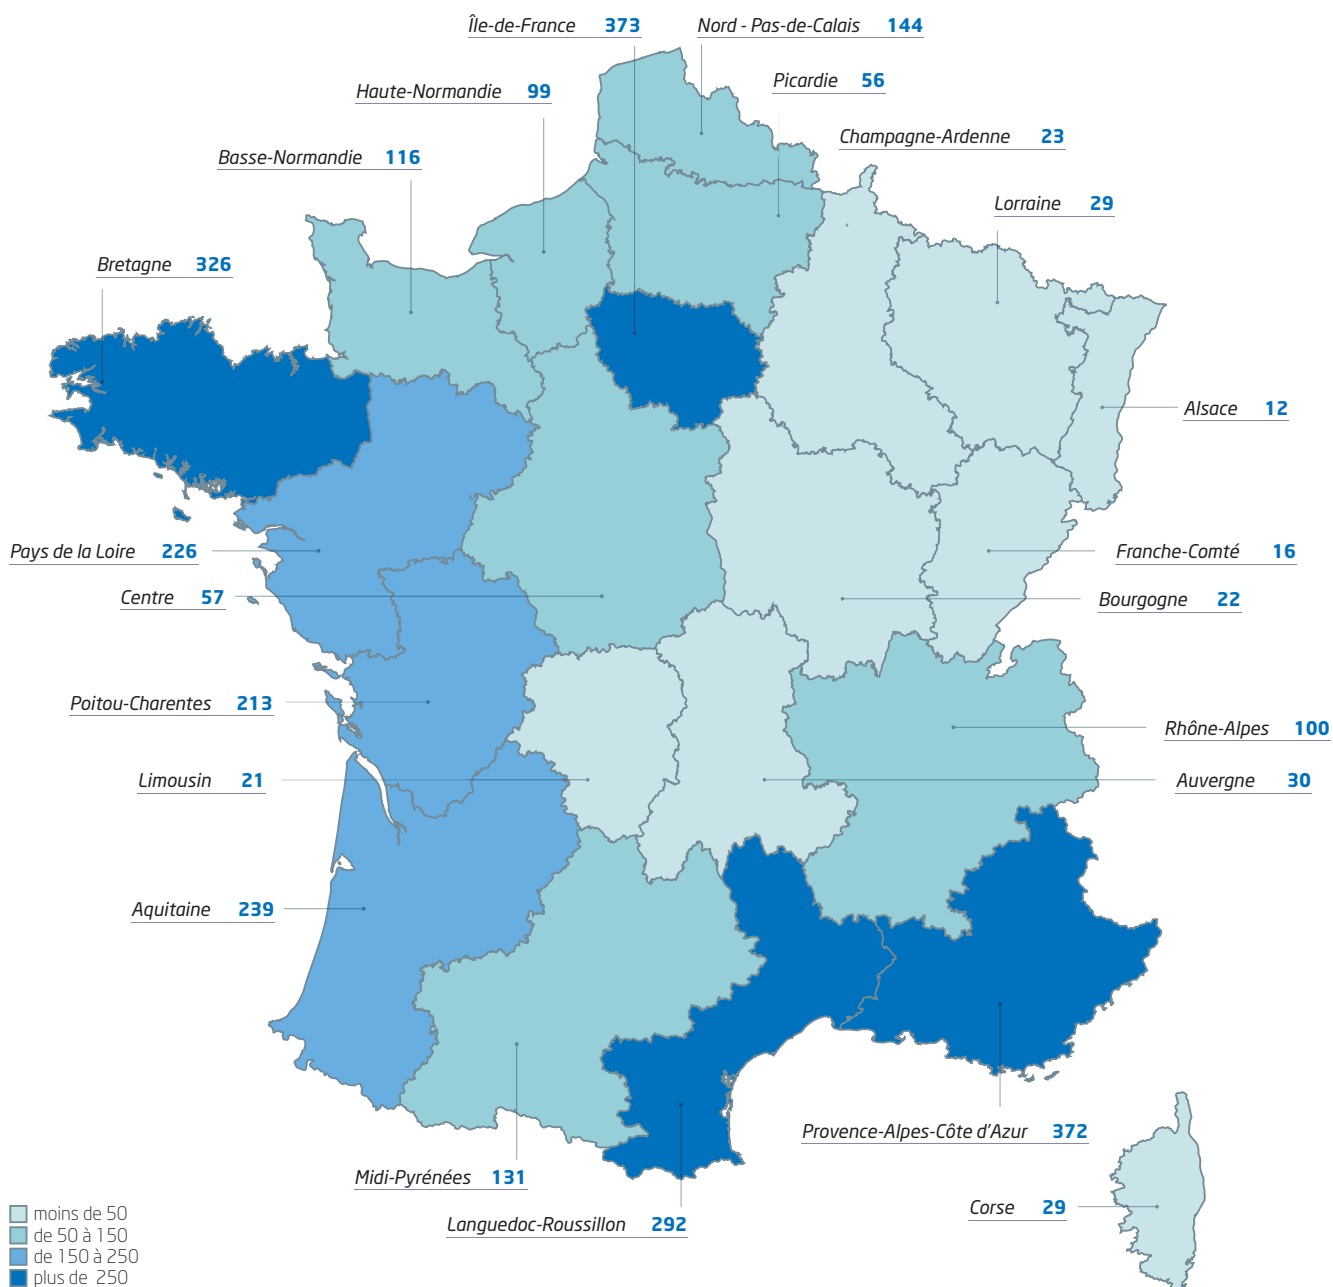 Île-de-France 373
Nord - Pas-de-Calais 144
Picardie 56
Haute-Normandie 99
Champagne-Ardenne 23
Basse-Normandie 116
Lorraine 29
Bretagne 326
Alsace 12
Pays de la Loire 226
Franche-Comté 16
Centre 57
Bourgogne 22
Poitou-Charentes 213
Rhône-Alpes 100
Limousin 21
Auvergne 30
Aquitaine 239
Provence-Alpes-Côte d'Azur 372
Midi-Pyrénées 131
Corse 29
Languedoc-Roussillon 292
moins de 50
de 50 à 150
de 150 à 250
plus de 250